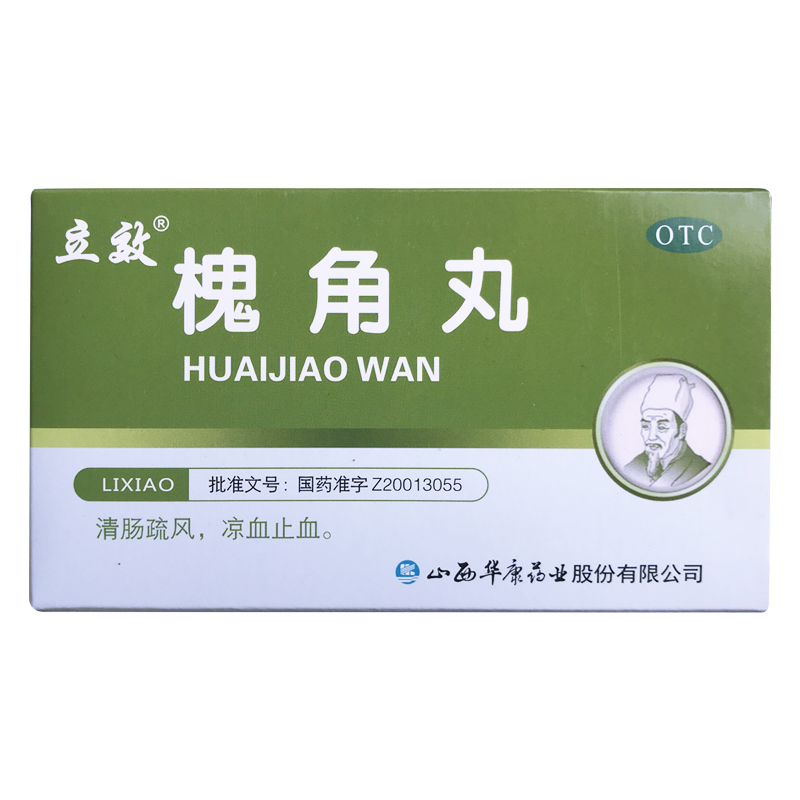 立效®
OTC
槐角丸
HUAIJIAO WAN
LIXIAO 批准文号：国药准字Z20013055
清肠疏风，凉血止血。
山西华康药业股份有限公司